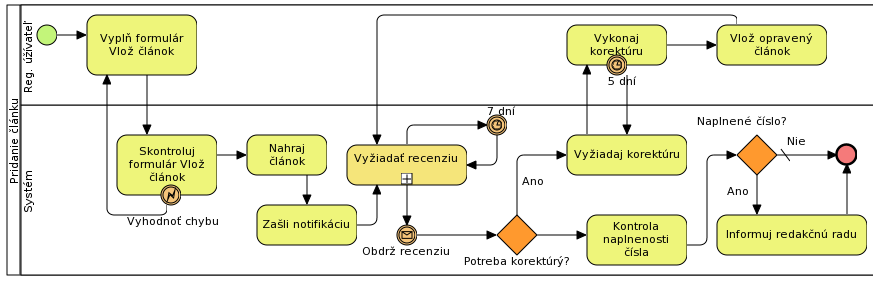 Pridanie článku
Reg. úžívateľ
Vyplň formulár
Vlož článok
Vykonaj
korektúru
5 dní
Vlož opravený
článok
Systém
Skontroluj
formulár Vlož
článok
Vyhodnoť chybu
Nahraj
článok
Zašli notifikáciu
7 dní
Vyžiadať recenziu
Obdrž recenziu
Ano
Potreba korektúrý?
Vyžiadaj korektúru
Kontrola
naplnenosti
čísla
Naplnené číslo?
Nie
Ano
Informuj redakčnú radu